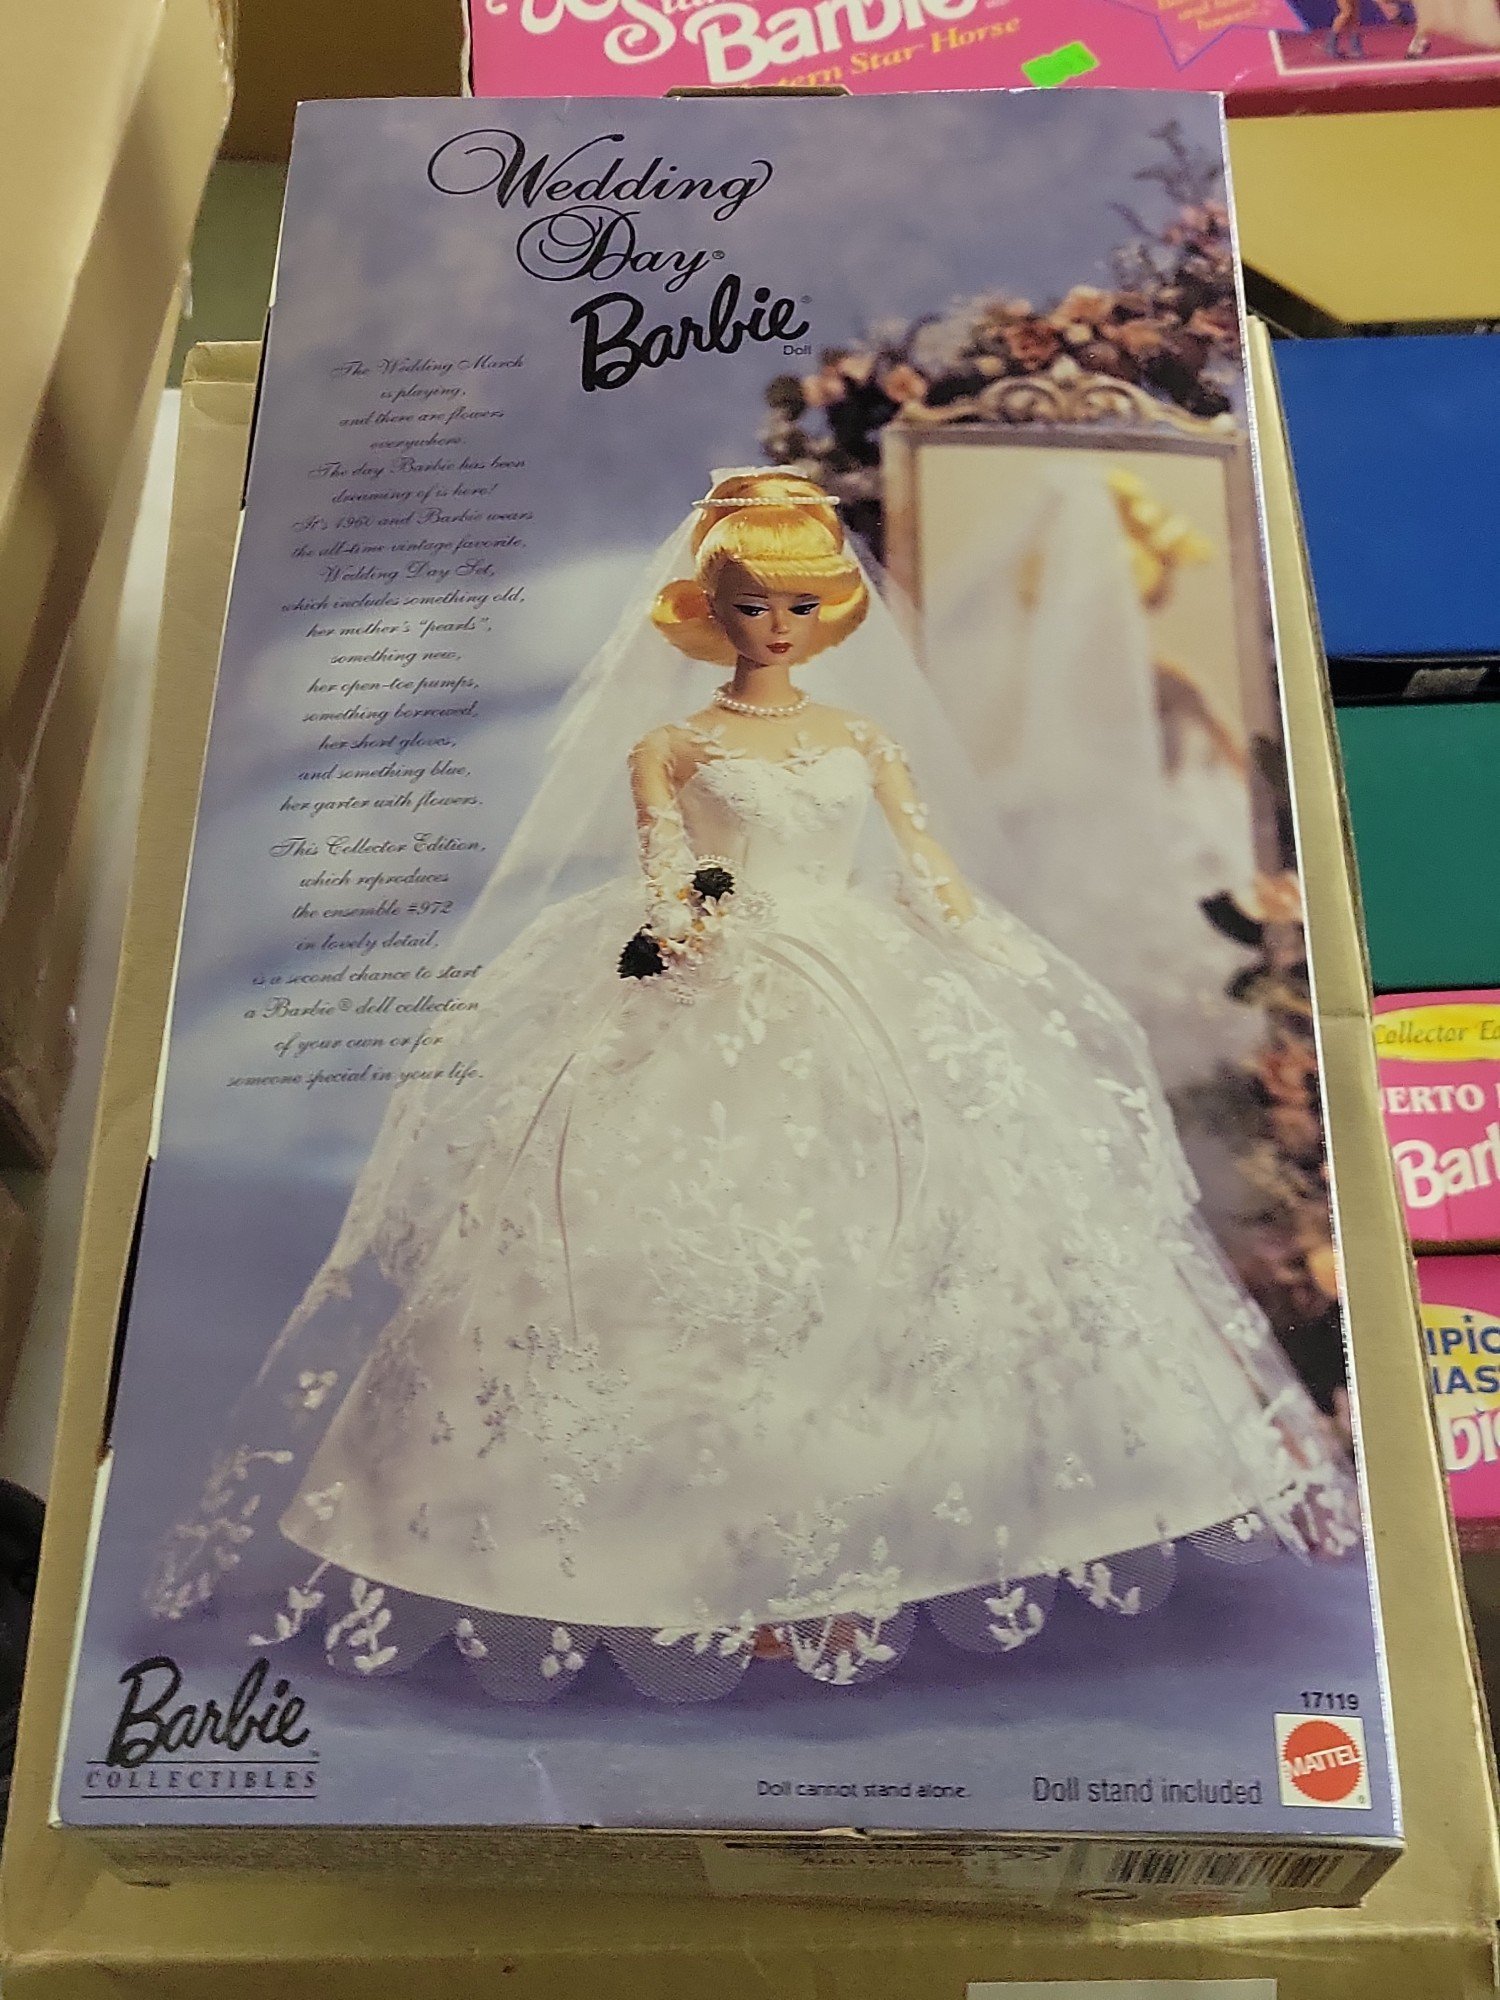 Barbie
Star Horse
Wedding
Day®
Barbie®
Doll
The Wedding March
is playing,
and there are flowers
everywhere.
The day Barbie has been
dreaming of is here!
It's 1960 and Barbie wears
the all-time vintage favorite,
Wedding Day Set,
which includes something old,
her mother's "pearls",
something new,
her open-toe pumps,
something borrowed,
her short gloves,
and something blue,
her garter with flowers.
This Collector Edition,
which reproduces
the ensemble #972
in lovely detail,
is a second chance to start
a Barbie® doll collection
of your own or for
someone special in your life.
Collector Ed
ERTO
Barb
Barbie™
COLLECTIBLES
Doll cannot stand alone.
Doll stand included
17119
MATTEL